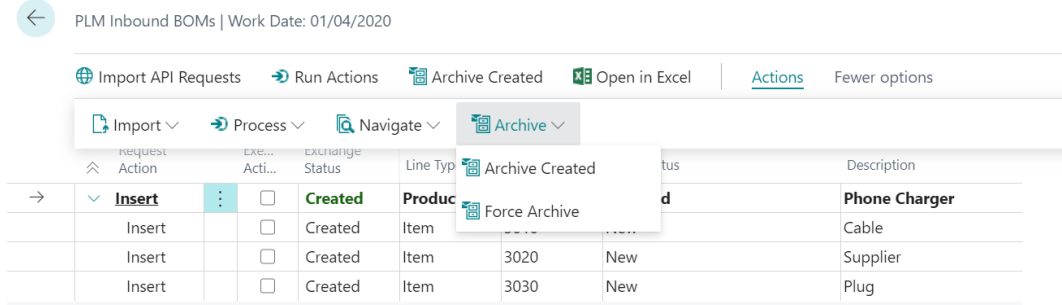 PLM Inbound BOMs | Work Date: 01/04/2020
Import API Requests Run Actions Archive Created Open in Excel Actions Fewer options
Import Process Navigate Archive
Archive Created
Force Archive
Request Action Exe... Acti... Exchange Status Line Typ tus Description
Insert Created Produc d Phone Charger
Insert Created Item New Cable
Insert Created Item 3020 New Supplier
Insert Created Item 3030 New Plug